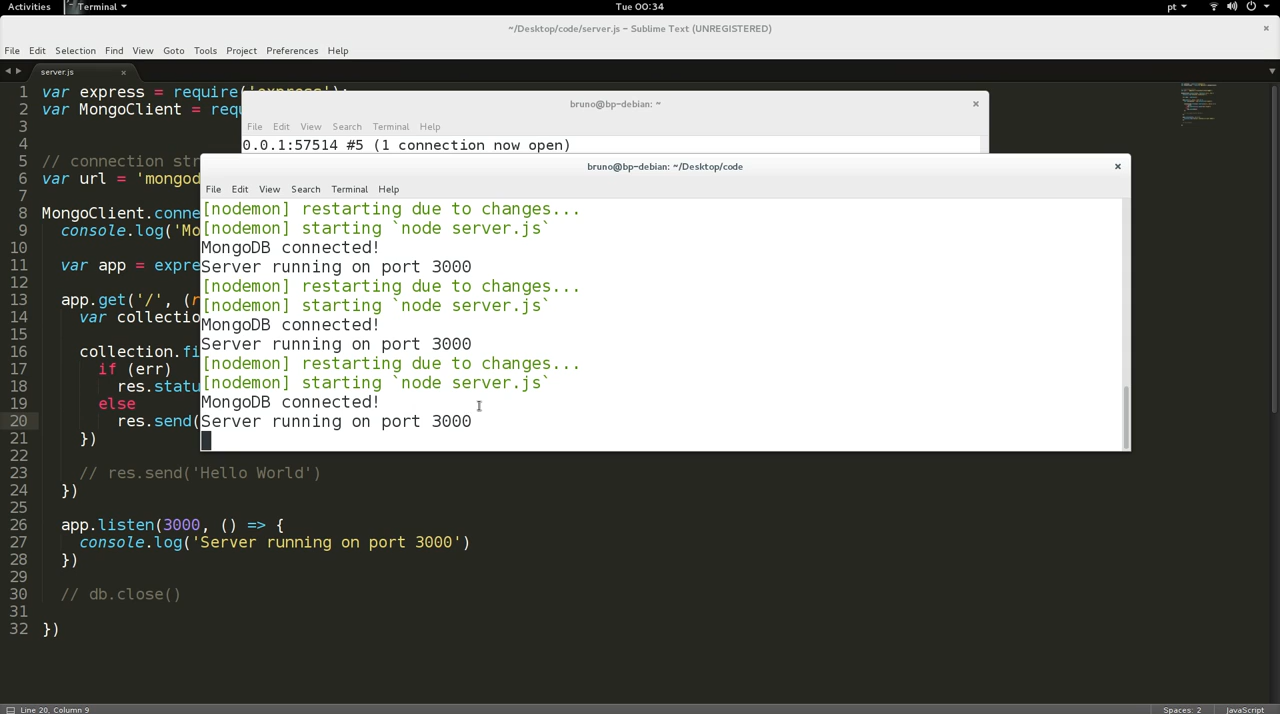 Activities Terminal Tue 00:34 pt
~/Desktop/code/server.js – Sublime Text (UNREGISTERED)
File Edit Selection Find View Goto Tools Project Preferences Help
server.js
1 var express = require('express');
2 var MongoClient = requ
3
4
5 // connection str
6 var url = 'mongod
7
8 MongoClient.conne
9 console.log('Mo
10
11 var app = expre
12
13 app.get('/', (r
14 var collectio
15
16 collection.fi
17 if (err)
18 res.statu
19 else
20 res.send(
21 })
22
23 // res.send('Hello World')
24 })
25
26 app.listen(3000, () => {
27 console.log('Server running on port 3000')
28 })
29
30 // db.close()
31
32 })
bruno@bp-debian: ~
File Edit View Search Terminal Help
0.0.1:57514 #5 (1 connection now open)
bruno@bp-debian: ~/Desktop/code
File Edit View Search Terminal Help
[nodemon] restarting due to changes...
[nodemon] starting `node server.js`
MongoDB connected!
Server running on port 3000
[nodemon] restarting due to changes...
[nodemon] starting `node server.js`
MongoDB connected!
Server running on port 3000
[nodemon] restarting due to changes...
[nodemon] starting `node server.js`
MongoDB connected!
Server running on port 3000
Line 20, Column 9 Spaces: 2 JavaScript